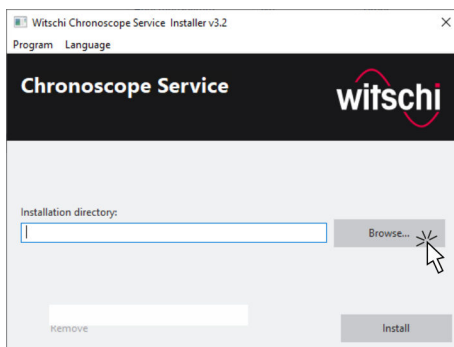 Witschi Chronoscope Service Installer v3.2
Program Language
Chronoscope Service
witschi
Installation directory:
Browse...
Remove
Install